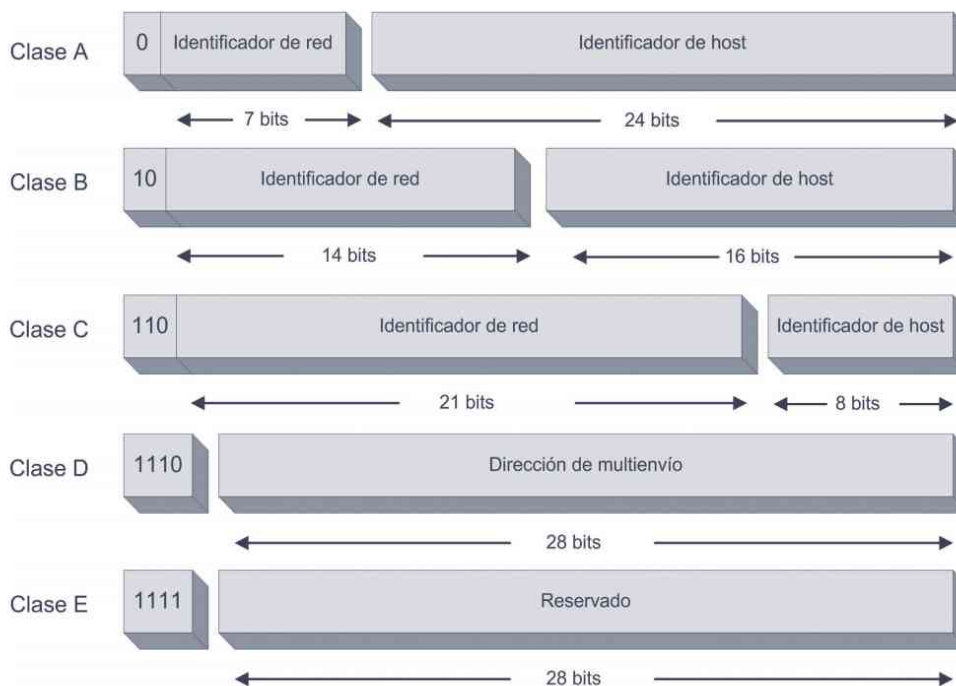 Clase A 0 Identificador de red Identificador de host
7 bits 24 bits
Clase B 10 Identificador de red Identificador de host
14 bits 16 bits
Clase C 110 Identificador de red Identificador de host
21 bits 8 bits
Clase D 1110 Dirección de multienvío
28 bits
Clase E 1111 Reservado
28 bits